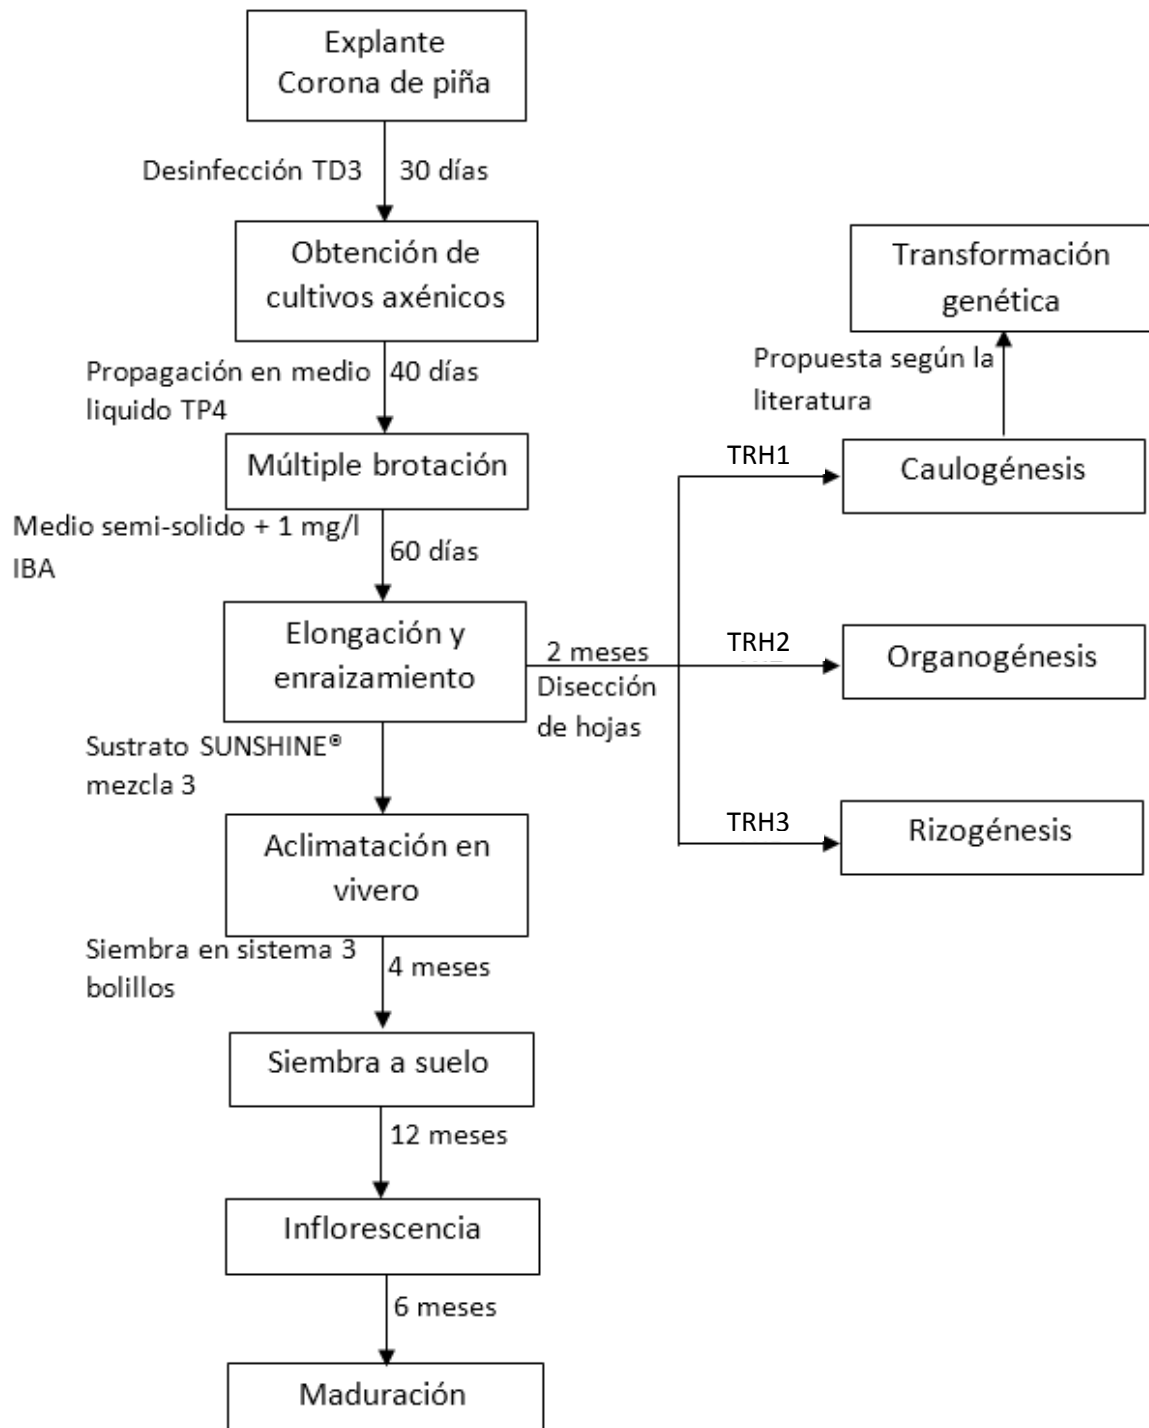 Explante
Corona de piña
Desinfección TD3
30 días
Obtención de
cultivos axénicos
Propagación en medio
liquido TP4
40 días
Múltiple brotación
Medio semi-solido + 1 mg/l
IBA
60 días
Elongación y
enraizamiento
2 meses
Disección
de hojas
TRH1
Caulogénesis
Propuesta según la
literatura
Transformación
genética
TRH2
Organogénesis
TRH3
Rizogénesis
Sustrato SUNSHINE®
mezcla 3
Aclimatación en
vivero
Siembra en sistema 3
bolillos
4 meses
Siembra a suelo
12 meses
Inflorescencia
6 meses
Maduración